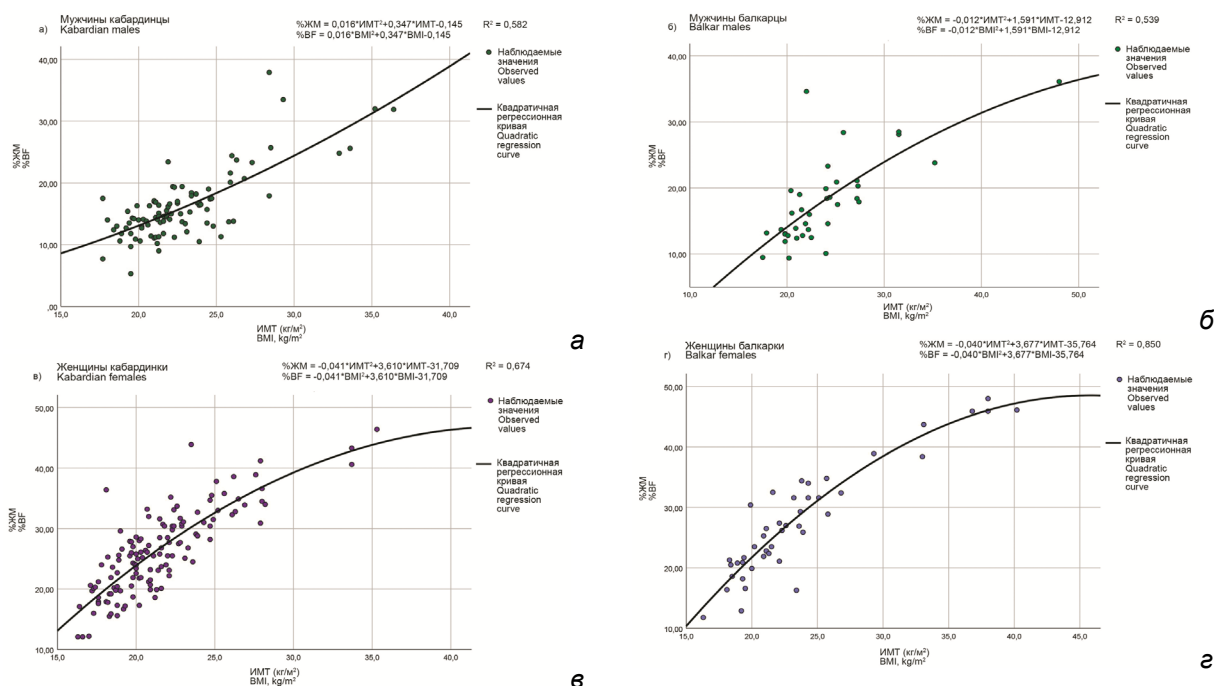 а) Мужчины кабардинцы
Kabardian males
%ЖМ = 0,016*ИМТ²+0,347*ИМТ-0,145
%BF = 0,016*BMI²+0,347*BMI-0,145
R² = 0,582
40,00
30,00
20,00
10,00
,00
%ЖМ
%BF
15,0 20,0 25,0 30,0 35,0 40,0
ИМТ (кг/м²)
BMI, kg/m²
Наблюдаемые
значения
Observed
values
Квадратичная
регрессионная
кривая
Quadratic
regression
curve
а
б) Мужчины балкарцы
Balkar males
%ЖМ = -0,012*ИМТ²+1,591*ИМТ-12,912
%BF = -0,012*BMI²+1,591*BMI-12,912
R² = 0,539
40,00
30,00
20,00
10,00
%ЖМ
%BF
10,0 20,0 30,0 40,0 50,0
ИМТ (кг/м²)
BMI, kg/m²
Наблюдаемые
значения
Observed
values
Квадратичная
регрессионная
кривая
Quadratic
regression
curve
б
в) Женщины кабардинки
Kabardian females
%ЖМ = -0,041*ИМТ²+3,610*ИМТ-31,709
%BF = -0,041*BMI²+3,610*BMI-31,709
R² = 0,674
50,00
40,00
30,00
20,00
10,00
%ЖМ
%BF
15,0 20,0 25,0 30,0 35,0 40,0
ИМТ (кг/м²)
BMI, kg/m²
Наблюдаемые
значения
Observed
values
Квадратичная
регрессионная
кривая
Quadratic
regression
curve
в
г) Женщины балкарки
Balkar females
%ЖМ = -0,040*ИМТ²+3,677*ИМТ-35,764
%BF = -0,040*BMI²+3,677*BMI-35,764
R² = 0,850
50,00
40,00
30,00
20,00
10,00
%ЖМ
%BF
15,0 20,0 25,0 30,0 35,0 40,0 45,0
ИМТ (кг/м²)
BMI, kg/m²
Наблюдаемые
значения
Observed
values
Квадратичная
регрессионная
кривая
Quadratic
regression
curve
г